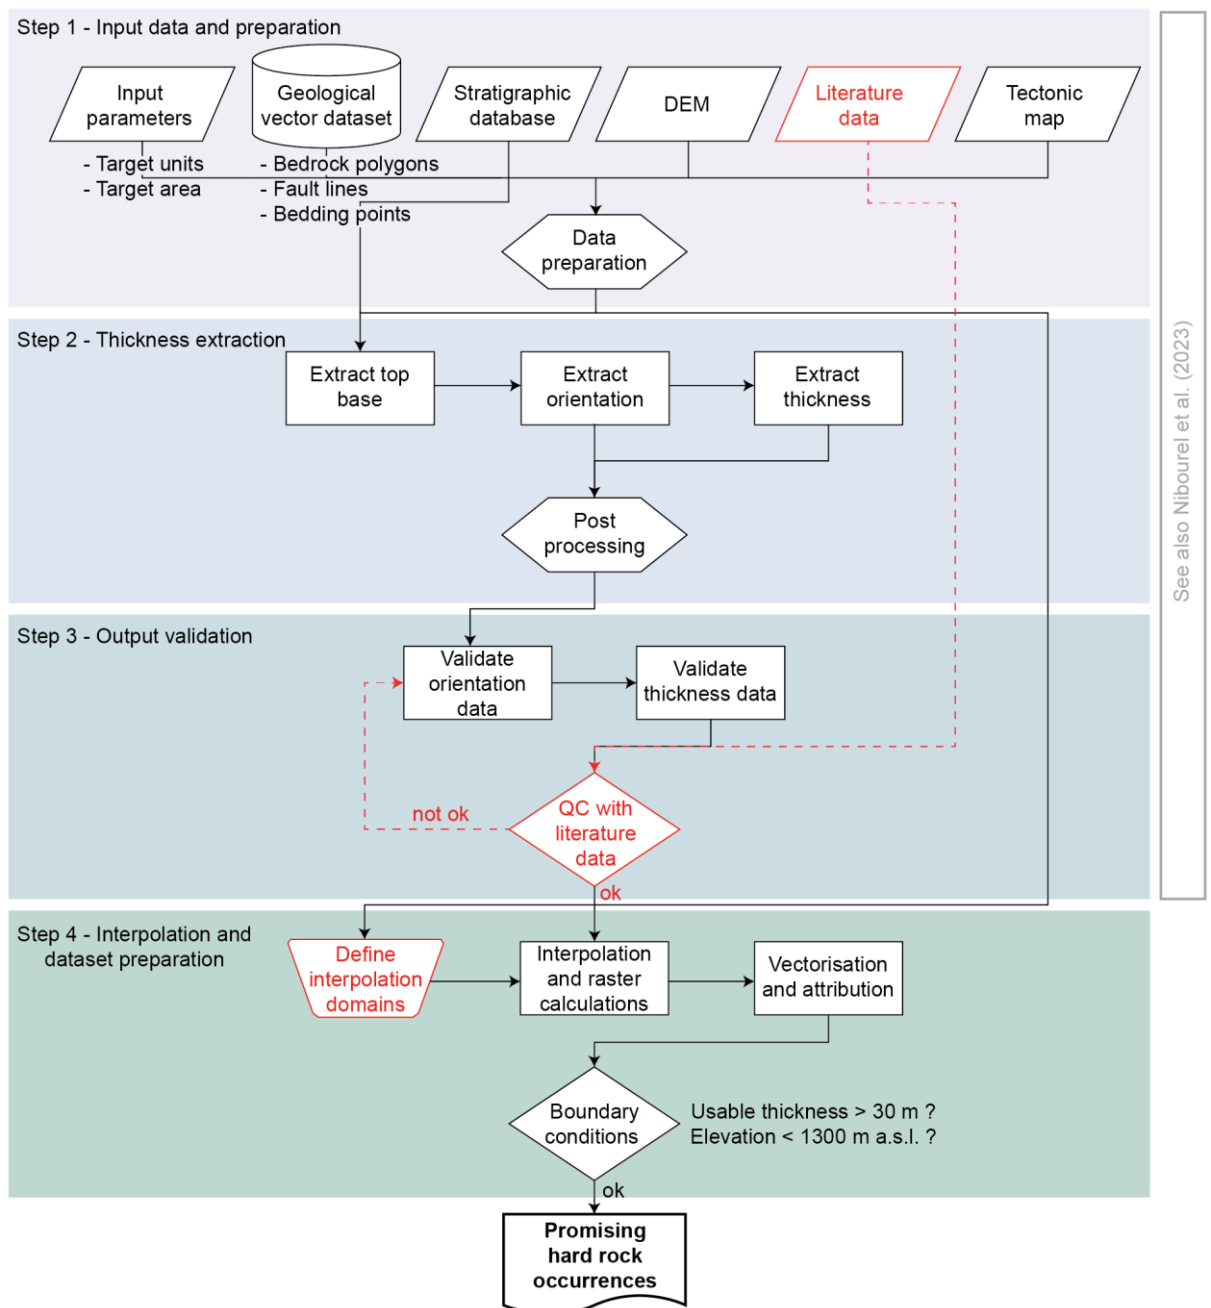 Step 1 - Input data and preparation
Input
parameters
Geological
vector dataset
Stratigraphic
database
DEM
Literature
data
Tectonic
map
- Target units
- Target area
- Bedrock polygons
- Fault lines
- Bedding points
Data
preparation
Step 2 - Thickness extraction
Extract top
base
Extract
orientation
Extract
thickness
Post
processing
See also Nibourel et al. (2023)
Step 3 - Output validation
Validate
orientation
data
Validate
thickness data
not ok
QC with
literature
data
ok
Step 4 - Interpolation and
dataset preparation
Define
interpolation
domains
Interpolation
and raster
calculations
Vectorisation
and attribution
Boundary
conditions
Usable thickness > 30 m ?
Elevation < 1300 m a.s.l. ?
ok
Promising
hard rock
occurrences